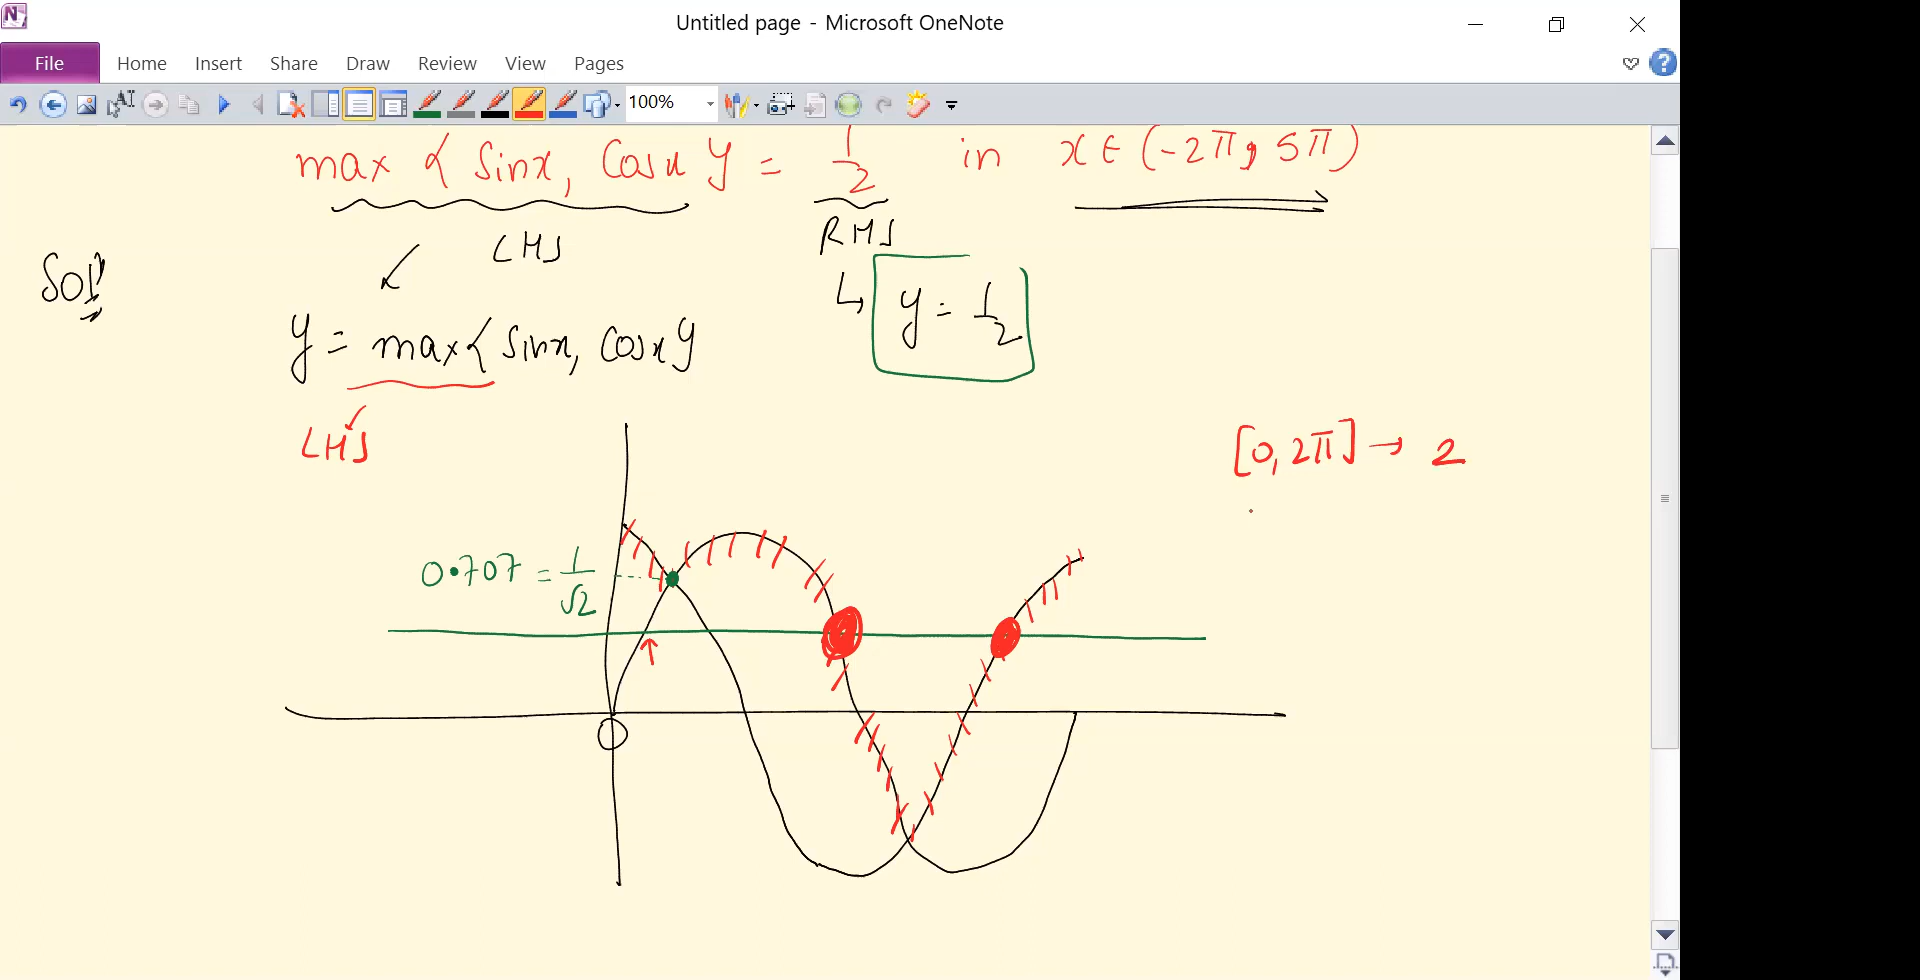 Untitled page - Microsoft OneNote
File Home Insert Share Draw Review View Pages
100%
max { sinx, cosx } = 1/2 in x ∈ (-2π, 5π)
LHS
RHS
Solⁿ
y = 1/2
y = max { sinx, cosx }
LHS
[0, 2π] → 2
0.707 = 1/√2
O